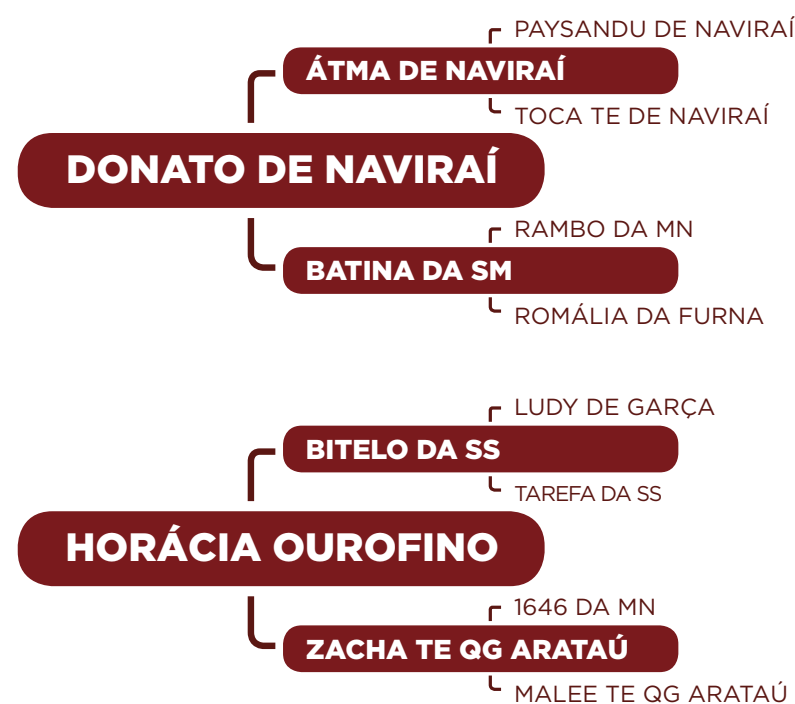 PAYSANDU DE NAVIRAÍ
ÁTMA DE NAVIRAÍ
TOCA TE DE NAVIRAÍ
DONATO DE NAVIRAÍ
RAMBO DA MN
BATINA DA SM
ROMÁLIA DA FURNA
LUDY DE GARÇA
BITELO DA SS
TAREFA DA SS
HORÁCIA OUROFINO
1646 DA MN
ZACHA TE QG ARATAÚ
MALEE TE QG ARATAÚ